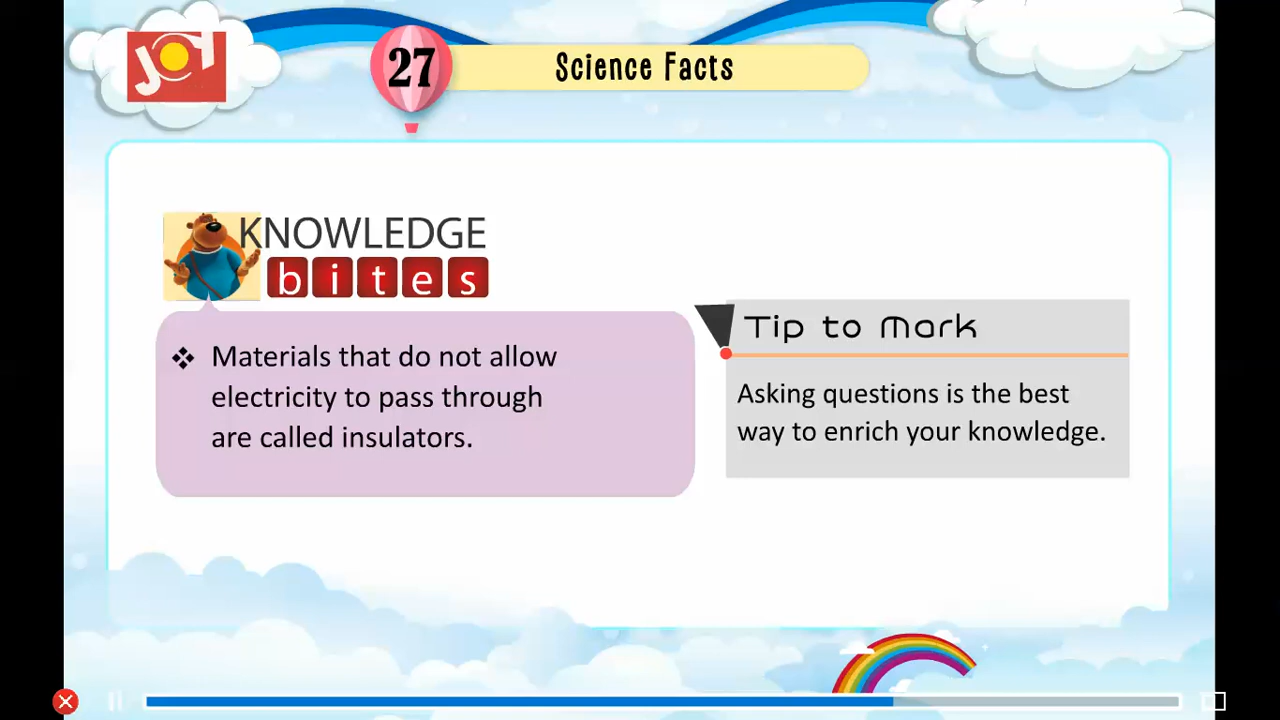 JOY
27
Science Facts
KNOWLEDGE
bites
❖ Materials that do not allow
electricity to pass through
are called insulators.
Tip to Mark
Asking questions is the best
way to enrich your knowledge.